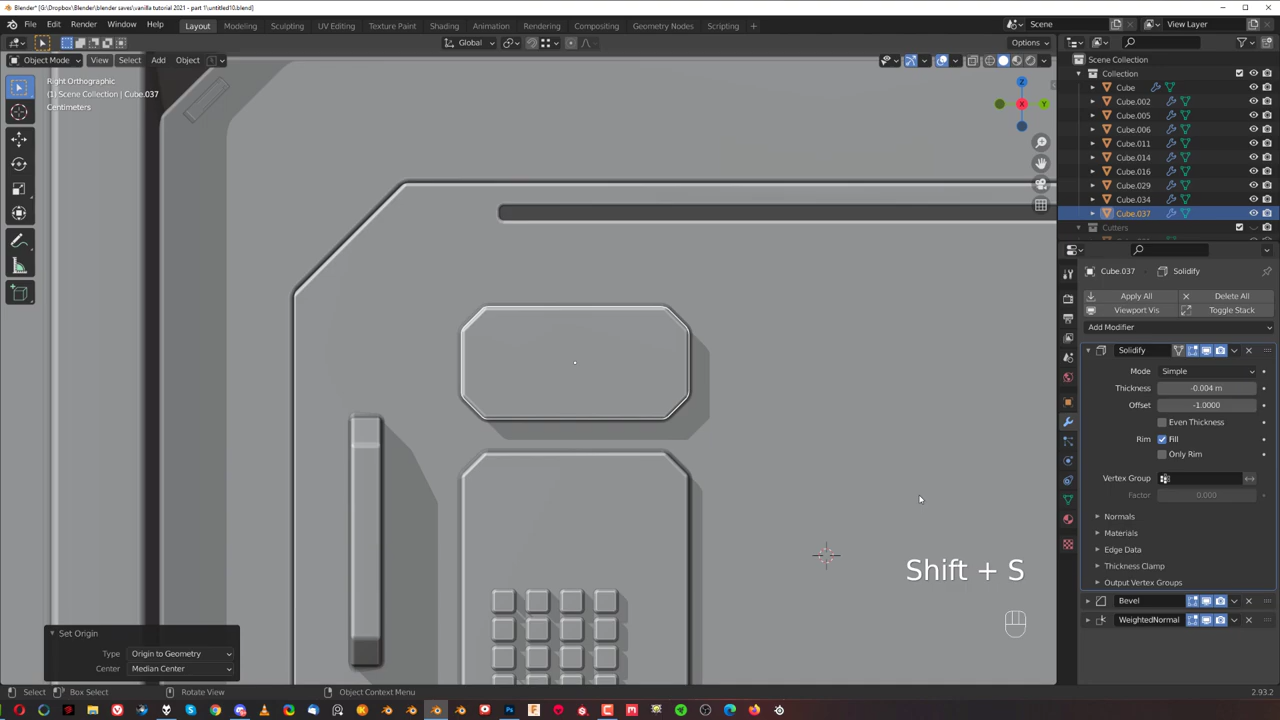 Blender* [G:\Dropbox\Blender\blender saves\vanilla tutorial 2021 - part 1\untitled10.blend]
File Edit Render Window Help Layout Modeling Sculpting UV Editing Texture Paint Shading Animation Rendering Compositing Geometry Nodes Scripting + Scene View Layer
Global Options
Object Mode View Select Add Object
Right Orthographic
(1) Scene Collection | Cube.037
Centimeters
Z
X
Y
Scene Collection
Collection
Cube
Cube.002
Cube.005
Cube.006
Cube.011
Cube.014
Cube.016
Cube.029
Cube.034
Cube.037
Cutters
Cube.037 Solidify
Apply All Delete All
Viewport Vis Toggle Stack
Add Modifier
Solidify
Mode Simple
Thickness -0.004 m
Offset -1.0000
Even Thickness
Rim Fill
Only Rim
Vertex Group
Factor 0.000
Normals
Materials
Edge Data
Thickness Clamp
Output Vertex Groups
Bevel
WeightedNormal
Shift + S
Set Origin
Type Origin to Geometry
Center Median Center
Select Box Select Rotate View Object Context Menu 2.93.2